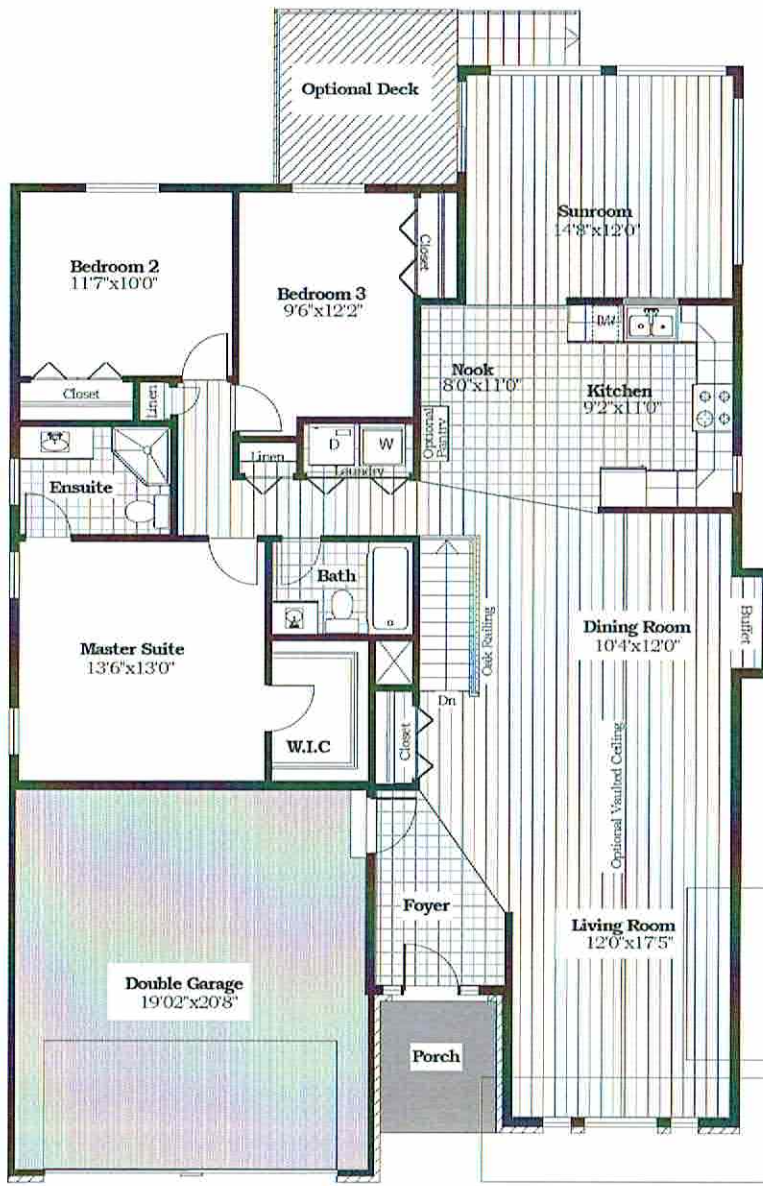 Optional Deck
Sunroom
14'8"x12'0"
Bedroom 2
11'7"x10'0"
Bedroom 3
9'6"x12'2"
Closet
D/W
Nook
8'0"x11'0"
Kitchen
9'2"x11'0"
Closet
Linen
Optional
Pantry
D
W
Linen
Laundry
Ensuite
Bath
Master Suite
13'6"x13'0"
Oak Railing
Dining Room
10'4"x12'0"
Buffet
Dn
W.I.C
Closet
Optional Vaulted Ceiling
Foyer
Living Room
12'0"x17'5"
Double Garage
19'02"x20'8"
Porch